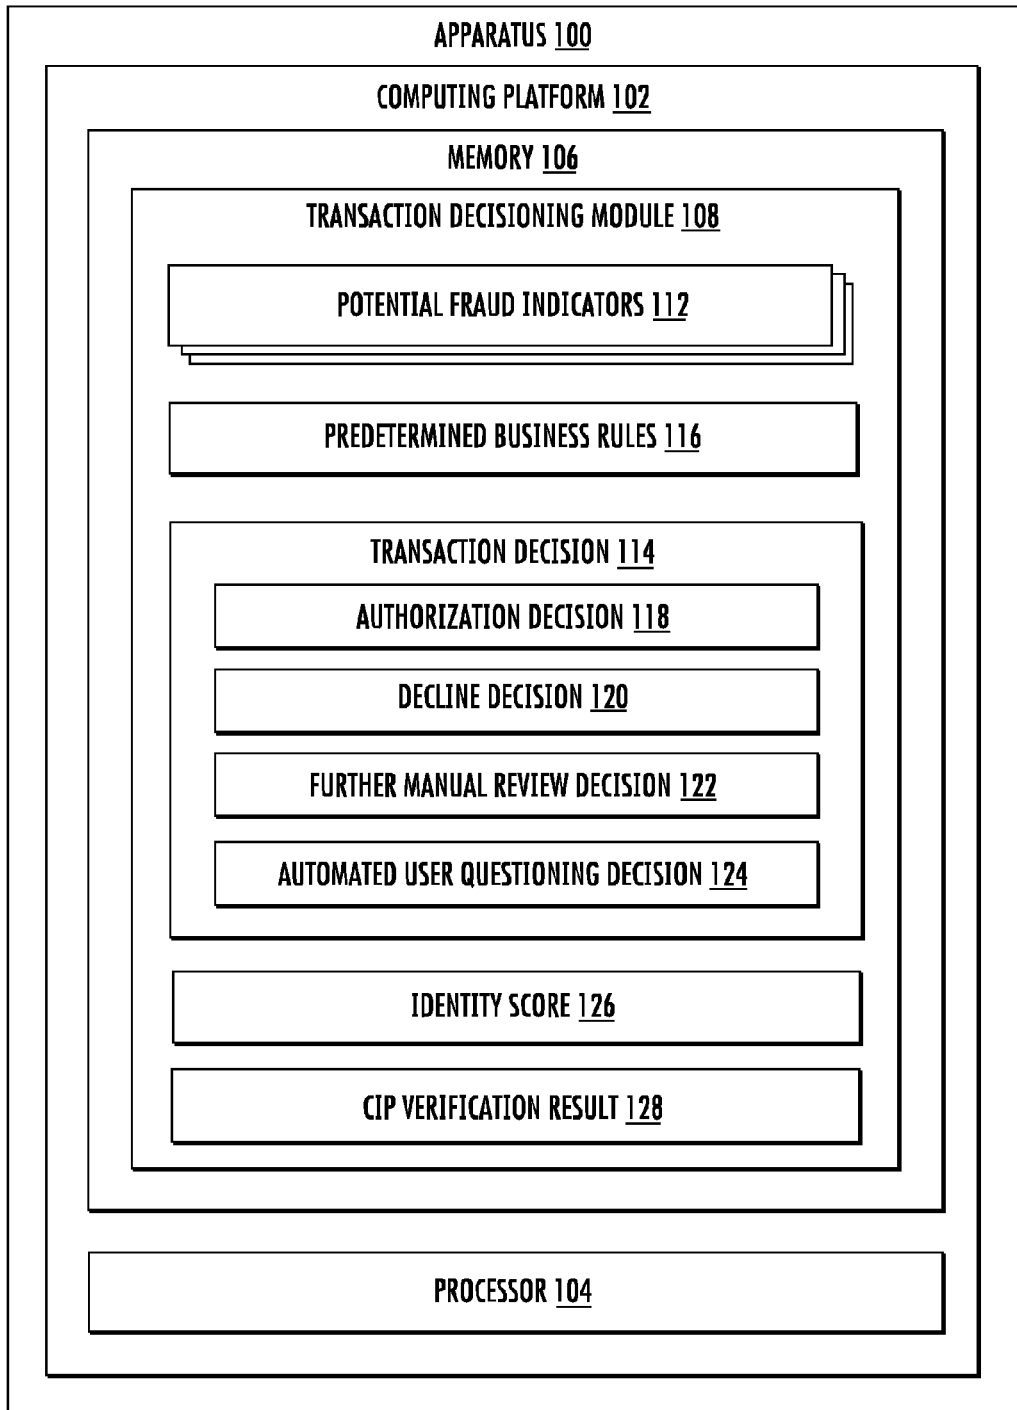 APPARATUS 100
COMPUTING PLATFORM 102
MEMORY 106
TRANSACTION DECISIONING MODULE 108
POTENTIAL FRAUD INDICATORS 112
PREDETERMINED BUSINESS RULES 116
TRANSACTION DECISION 114
AUTHORIZATION DECISION 118
DECLINE DECISION 120
FURTHER MANUAL REVIEW DECISION 122
AUTOMATED USER QUESTIONING DECISION 124
IDENTITY SCORE 126
CIP VERIFICATION RESULT 128
PROCESSOR 104